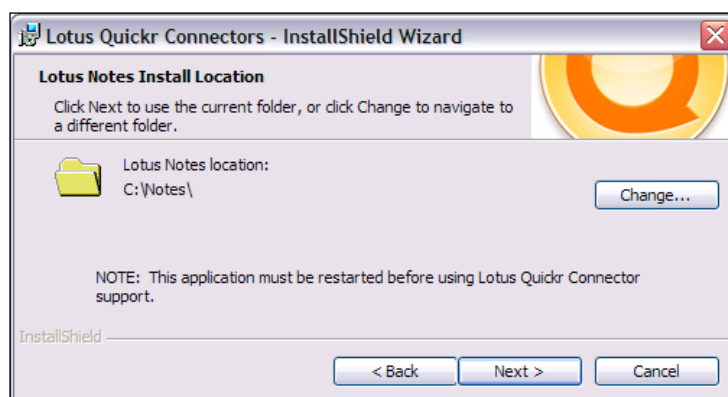 Lotus Quickr Connectors - InstallShield Wizard
Lotus Notes Install Location
Click Next to use the current folder, or click Change to navigate to
a different folder.
Lotus Notes location:
C:\Notes\
Change...
NOTE: This application must be restarted before using Lotus Quickr Connector
support.
InstallShield
< Back
Next >
Cancel